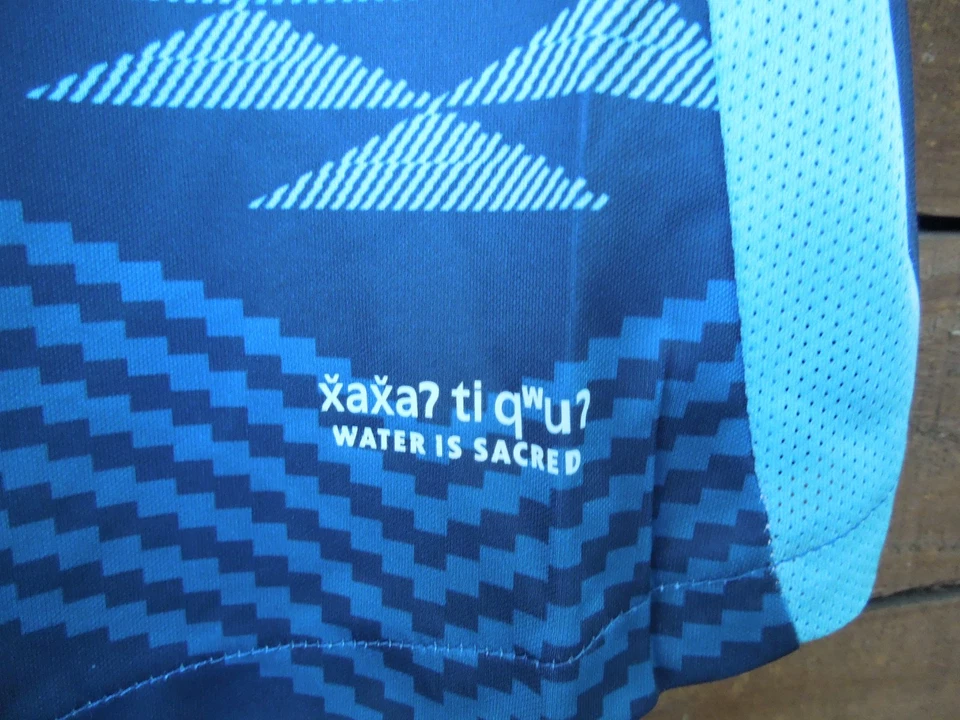 x̌ax̌aʔ ti qʷuʔ
WATER IS SACRED